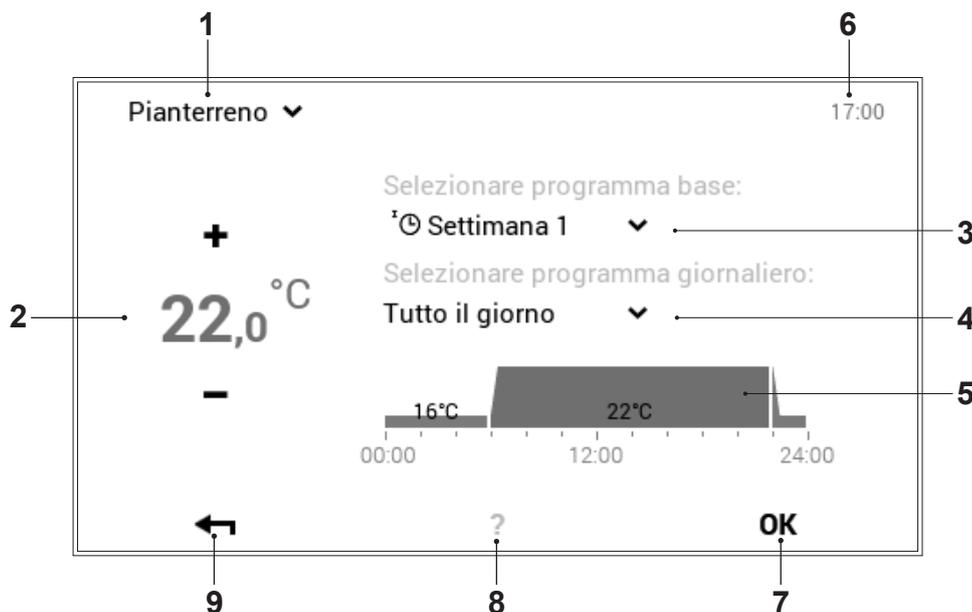 1
6
Pianterreno
17:00
Selezionare programma base:
I Settimana 1
3
+
Selezionare programma giornaliero:
2
22,0 °C
Tutto il giorno
4
−
16°C
22°C
5
00:00
12:00
24:00
?
OK
9
8
7